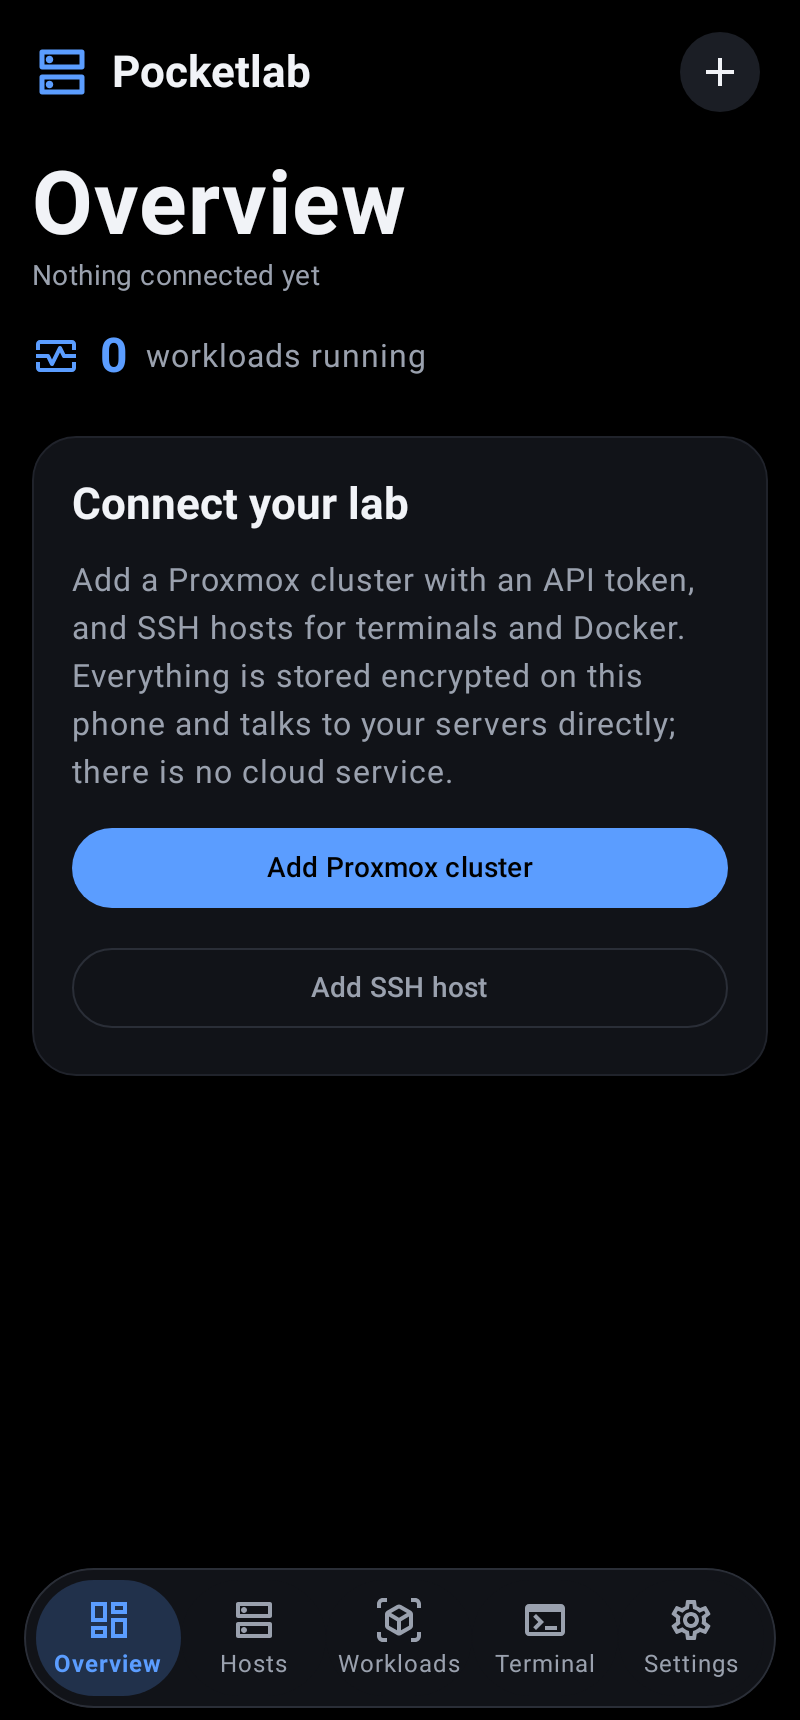 Pocketlab
Overview
Nothing connected yet
0 workloads running
Connect your lab
Add a Proxmox cluster with an API token,
and SSH hosts for terminals and Docker.
Everything is stored encrypted on this
phone and talks to your servers directly;
there is no cloud service.
Add Proxmox cluster
Add SSH host
Overview
Hosts
Workloads
Terminal
Settings